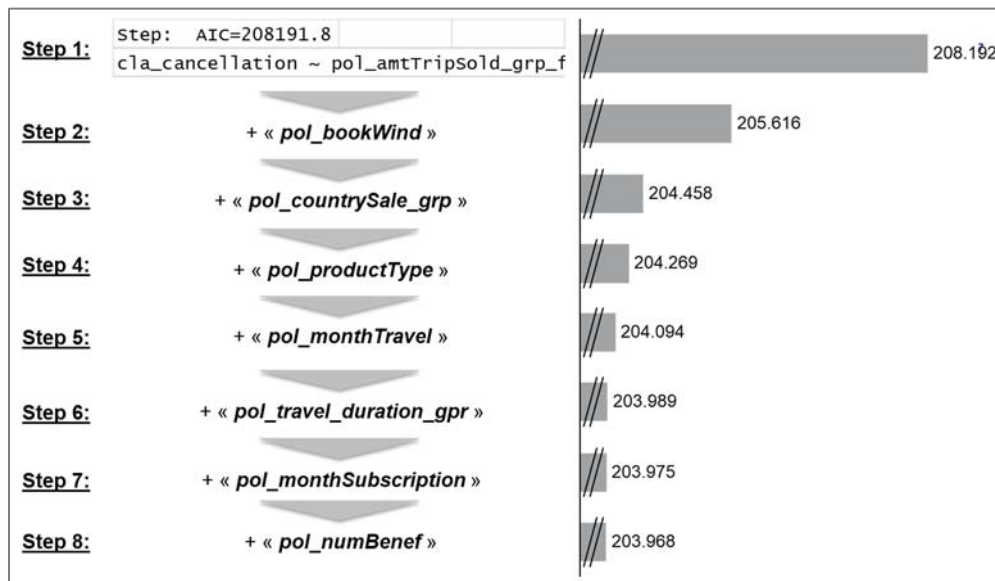 Step 1:
Step:  AIC=208191.8
cla_cancellation ~ pol_amtTripSold_grp_f
208.192
Step 2:
+ « pol_bookWind »
205.616
Step 3:
+ « pol_countrySale_grp »
204.458
Step 4:
+ « pol_productType »
204.269
Step 5:
+ « pol_monthTravel »
204.094
Step 6:
+ « pol_travel_duration_gpr »
203.989
Step 7:
+ « pol_monthSubscription »
203.975
Step 8:
+ « pol_numBenef »
203.968